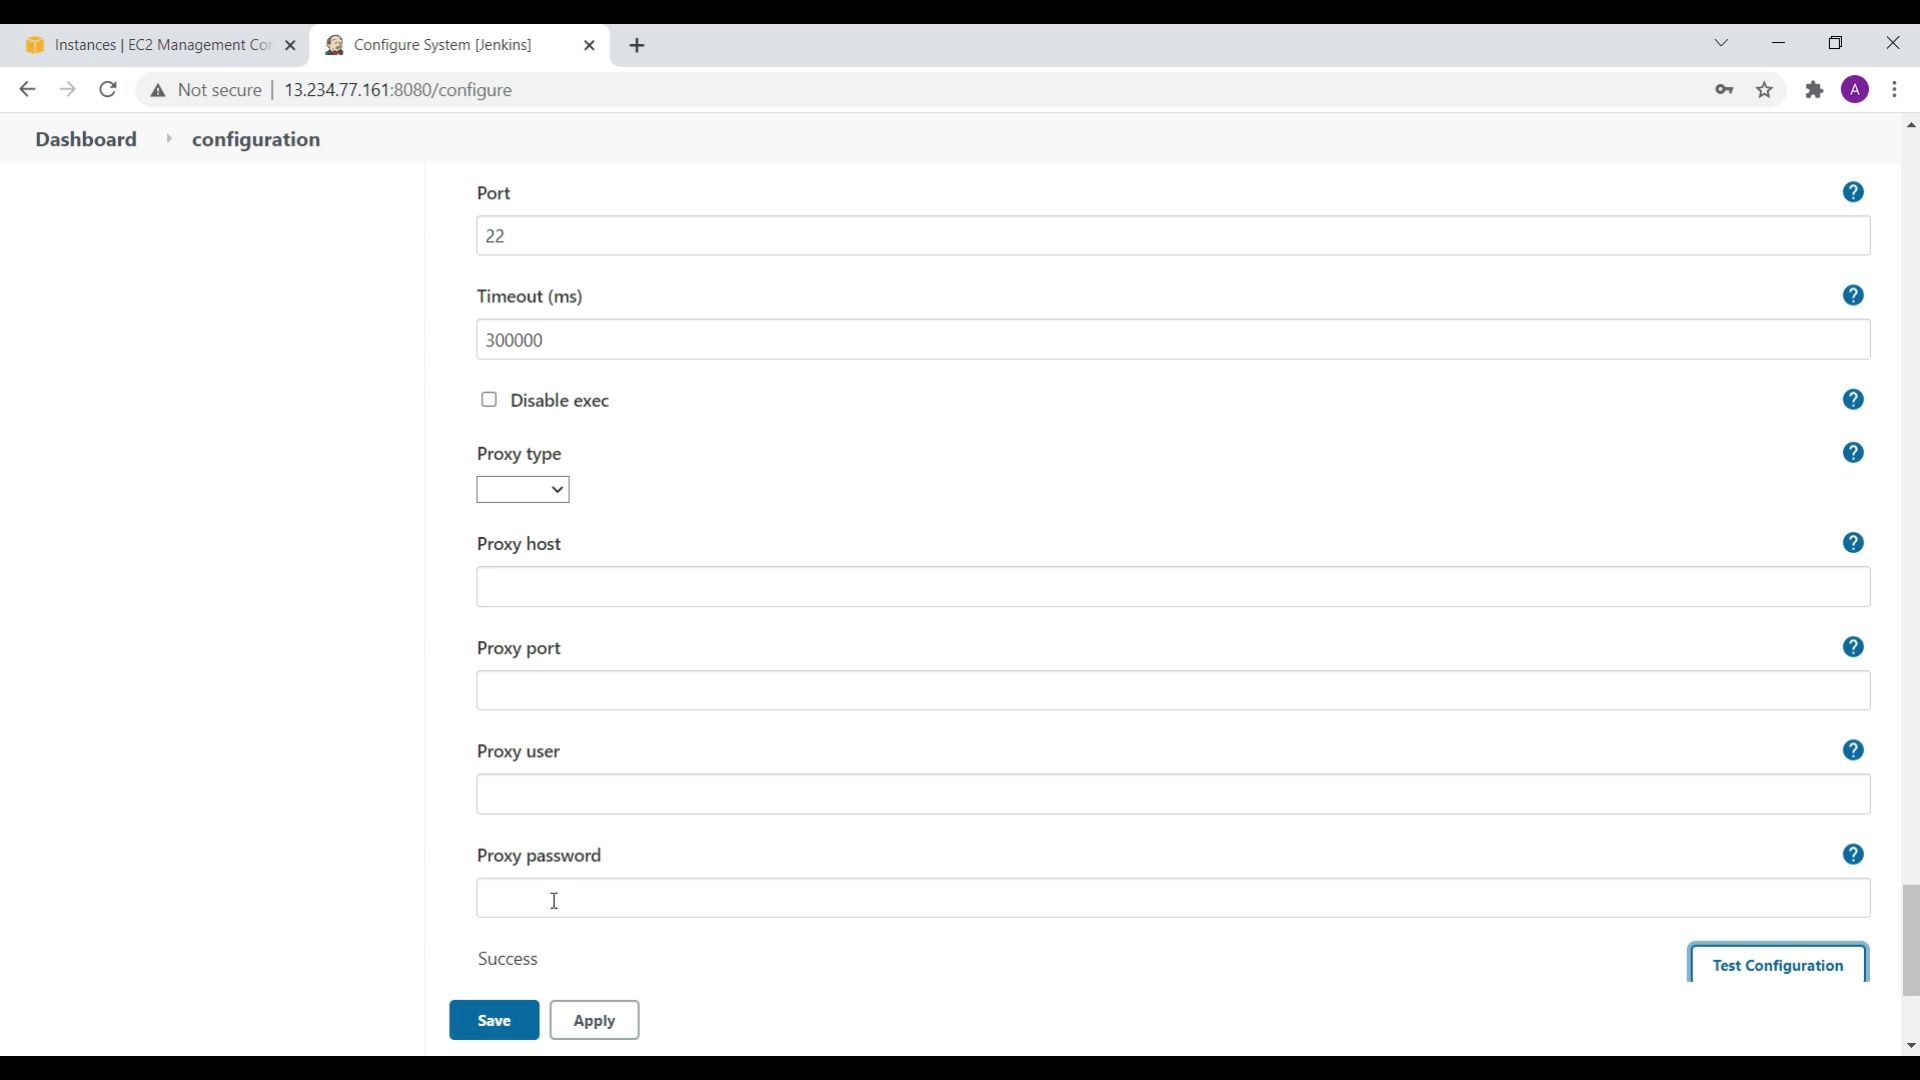 Instances | EC2 Management Con
Configure System [Jenkins]
Not secure | 13.234.77.161:8080/configure
A
Dashboard
configuration
Port
?
22
Timeout (ms)
?
300000
Disable exec
?
Proxy type
?
Proxy host
?
Proxy port
?
Proxy user
?
Proxy password
?
Success
Test Configuration
Save
Apply